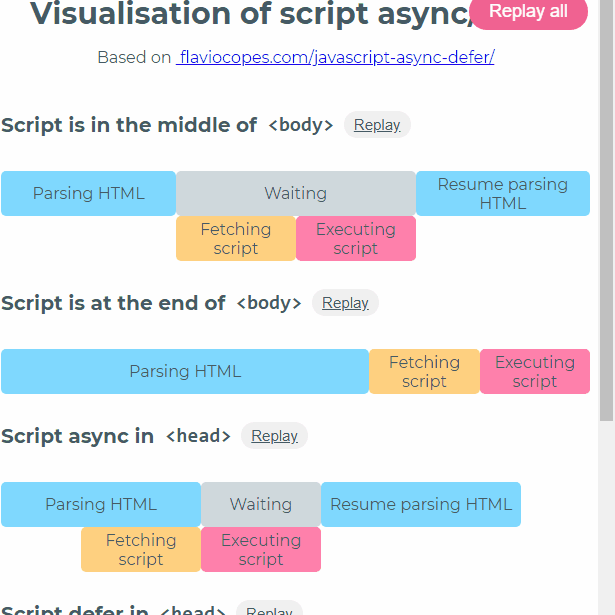 Visualisation of script async/
Replay all
Based on flaviocopes.com/javascript-async-defer/
Script is in the middle of <body> Replay
Parsing HTML
Waiting
Resume parsing
HTML
Fetching
script
Executing
script
Script is at the end of <body> Replay
Parsing HTML
Fetching
script
Executing
script
Script async in <head> Replay
Parsing HTML
Waiting
Resume parsing HTML
Fetching
script
Executing
script
Script defer in <head> Replay